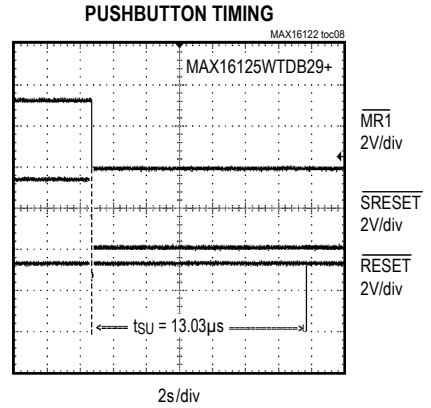 PUSHBUTTON TIMING
MAX16122 toc08
MAX16125WTDB29+
MR1
2V/div
SRESET
2V/div
RESET
2V/div
tSU = 13.03µs
2s/div